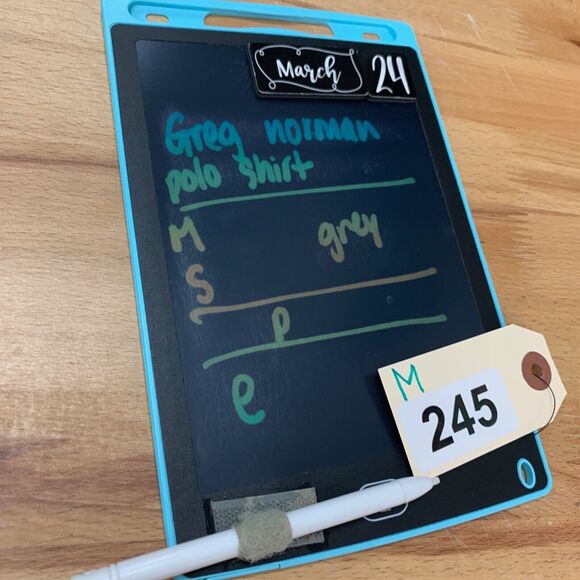 March 24
Greg norman
polo shirt
M grey
S
P
e
M
245